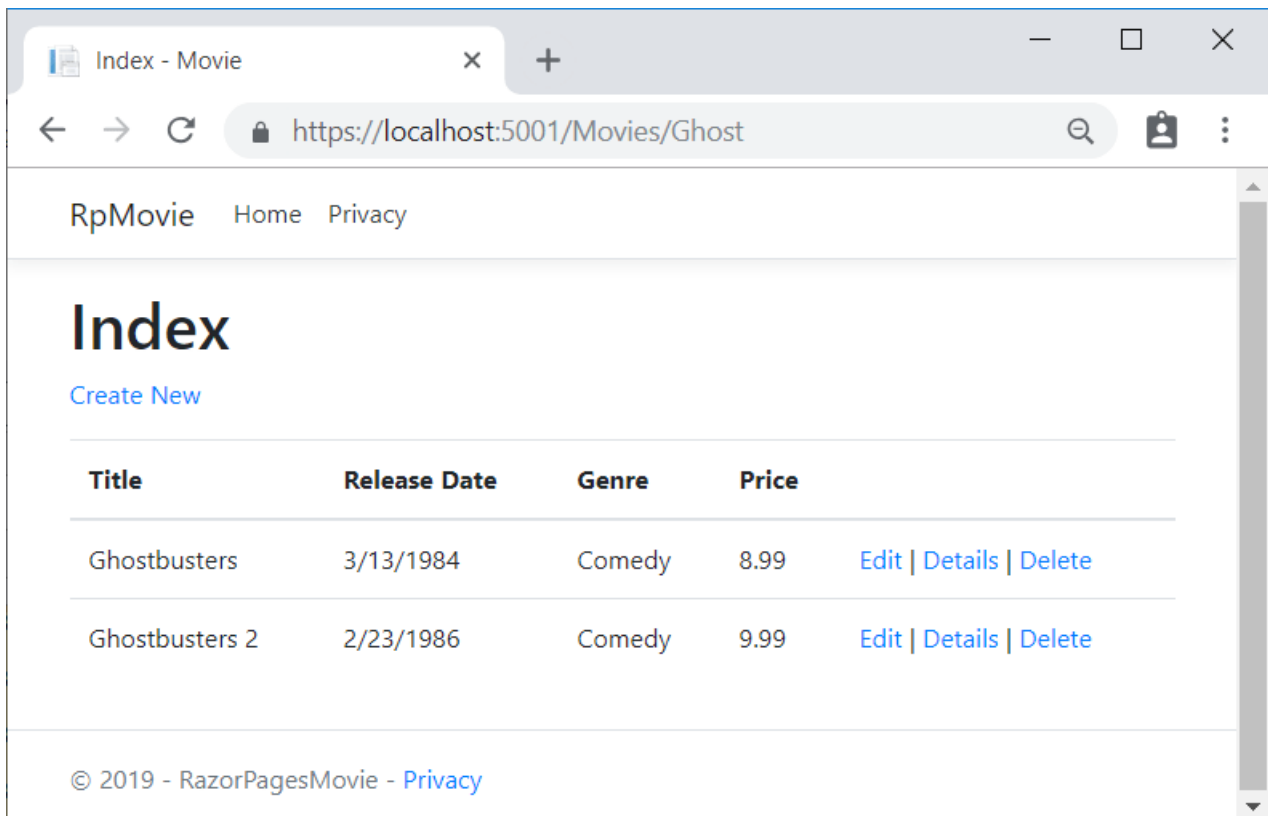 Index - Movie
https://localhost:5001/Movies/Ghost
RpMovie Home Privacy
Index
Create New
Title Release Date Genre Price
Ghostbusters 3/13/1984 Comedy 8.99 Edit | Details | Delete
Ghostbusters 2 2/23/1986 Comedy 9.99 Edit | Details | Delete
© 2019 - RazorPagesMovie - Privacy